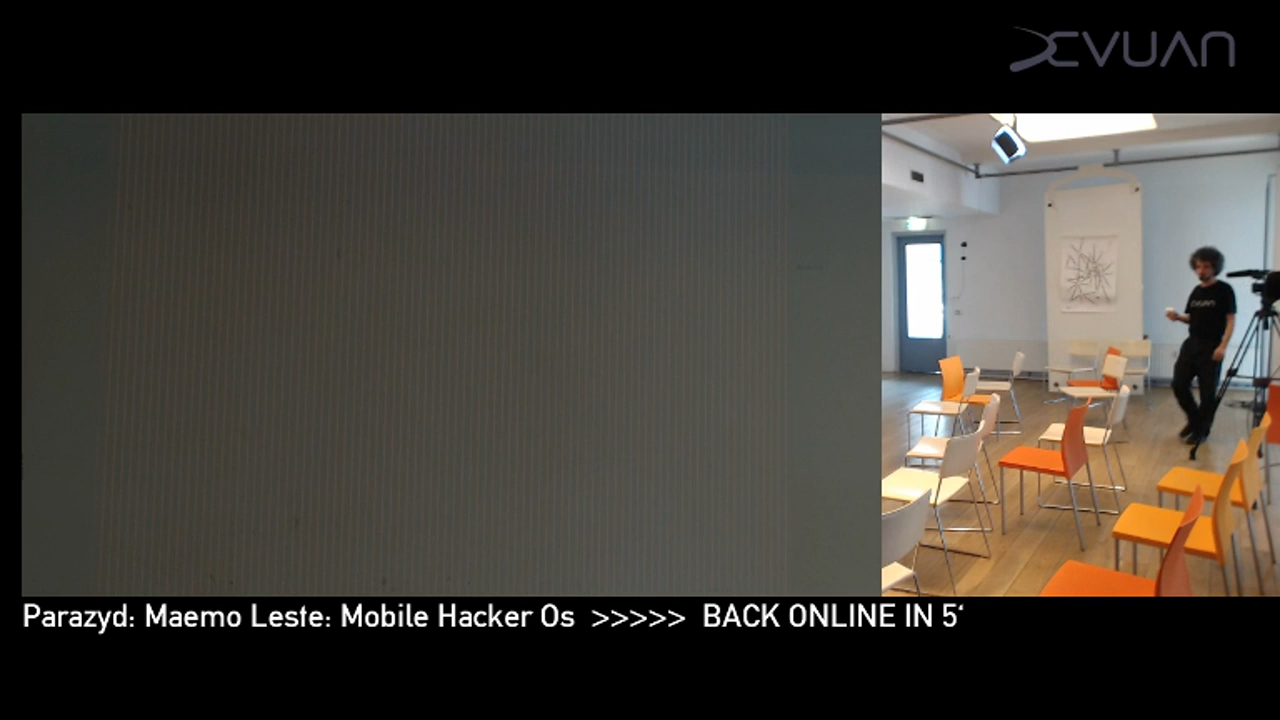 DEVUAN
Parazyd: Maemo Leste: Mobile Hacker Os >>>>> BACK ONLINE IN 5‘